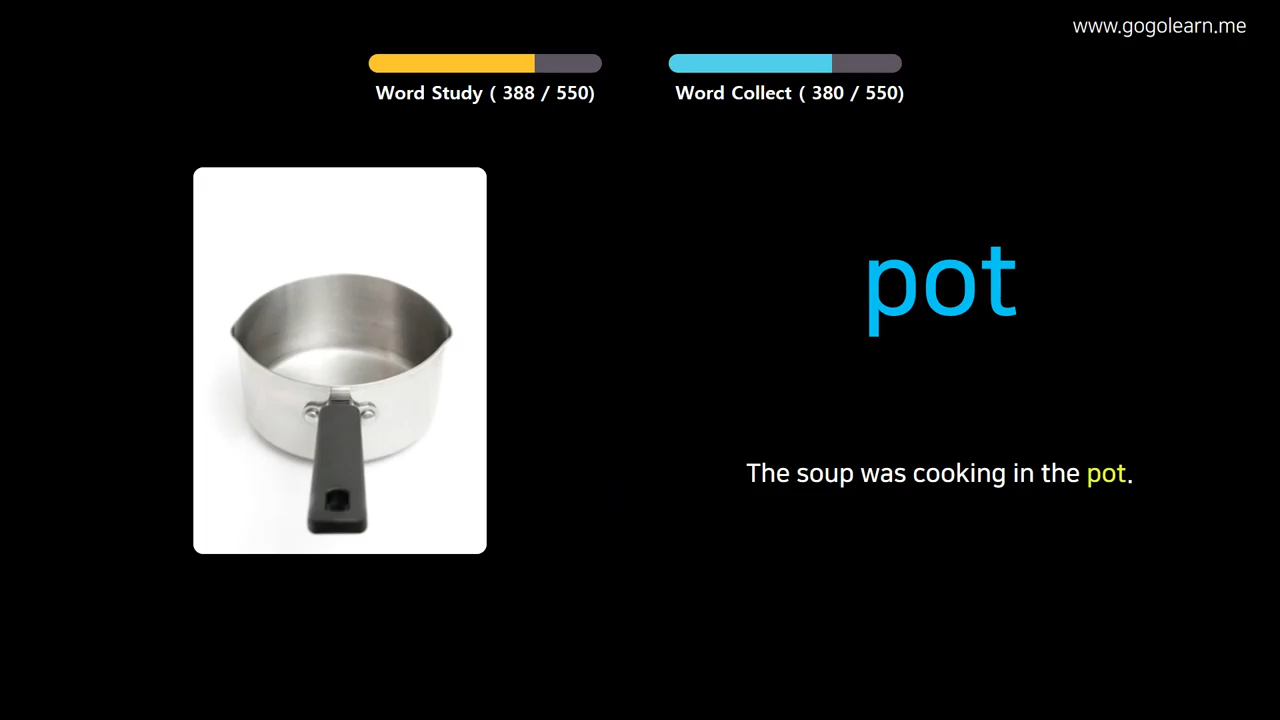 www.gogolearn.me
Word Study ( 388 / 550)
Word Collect ( 380 / 550)
pot
The soup was cooking in the pot.